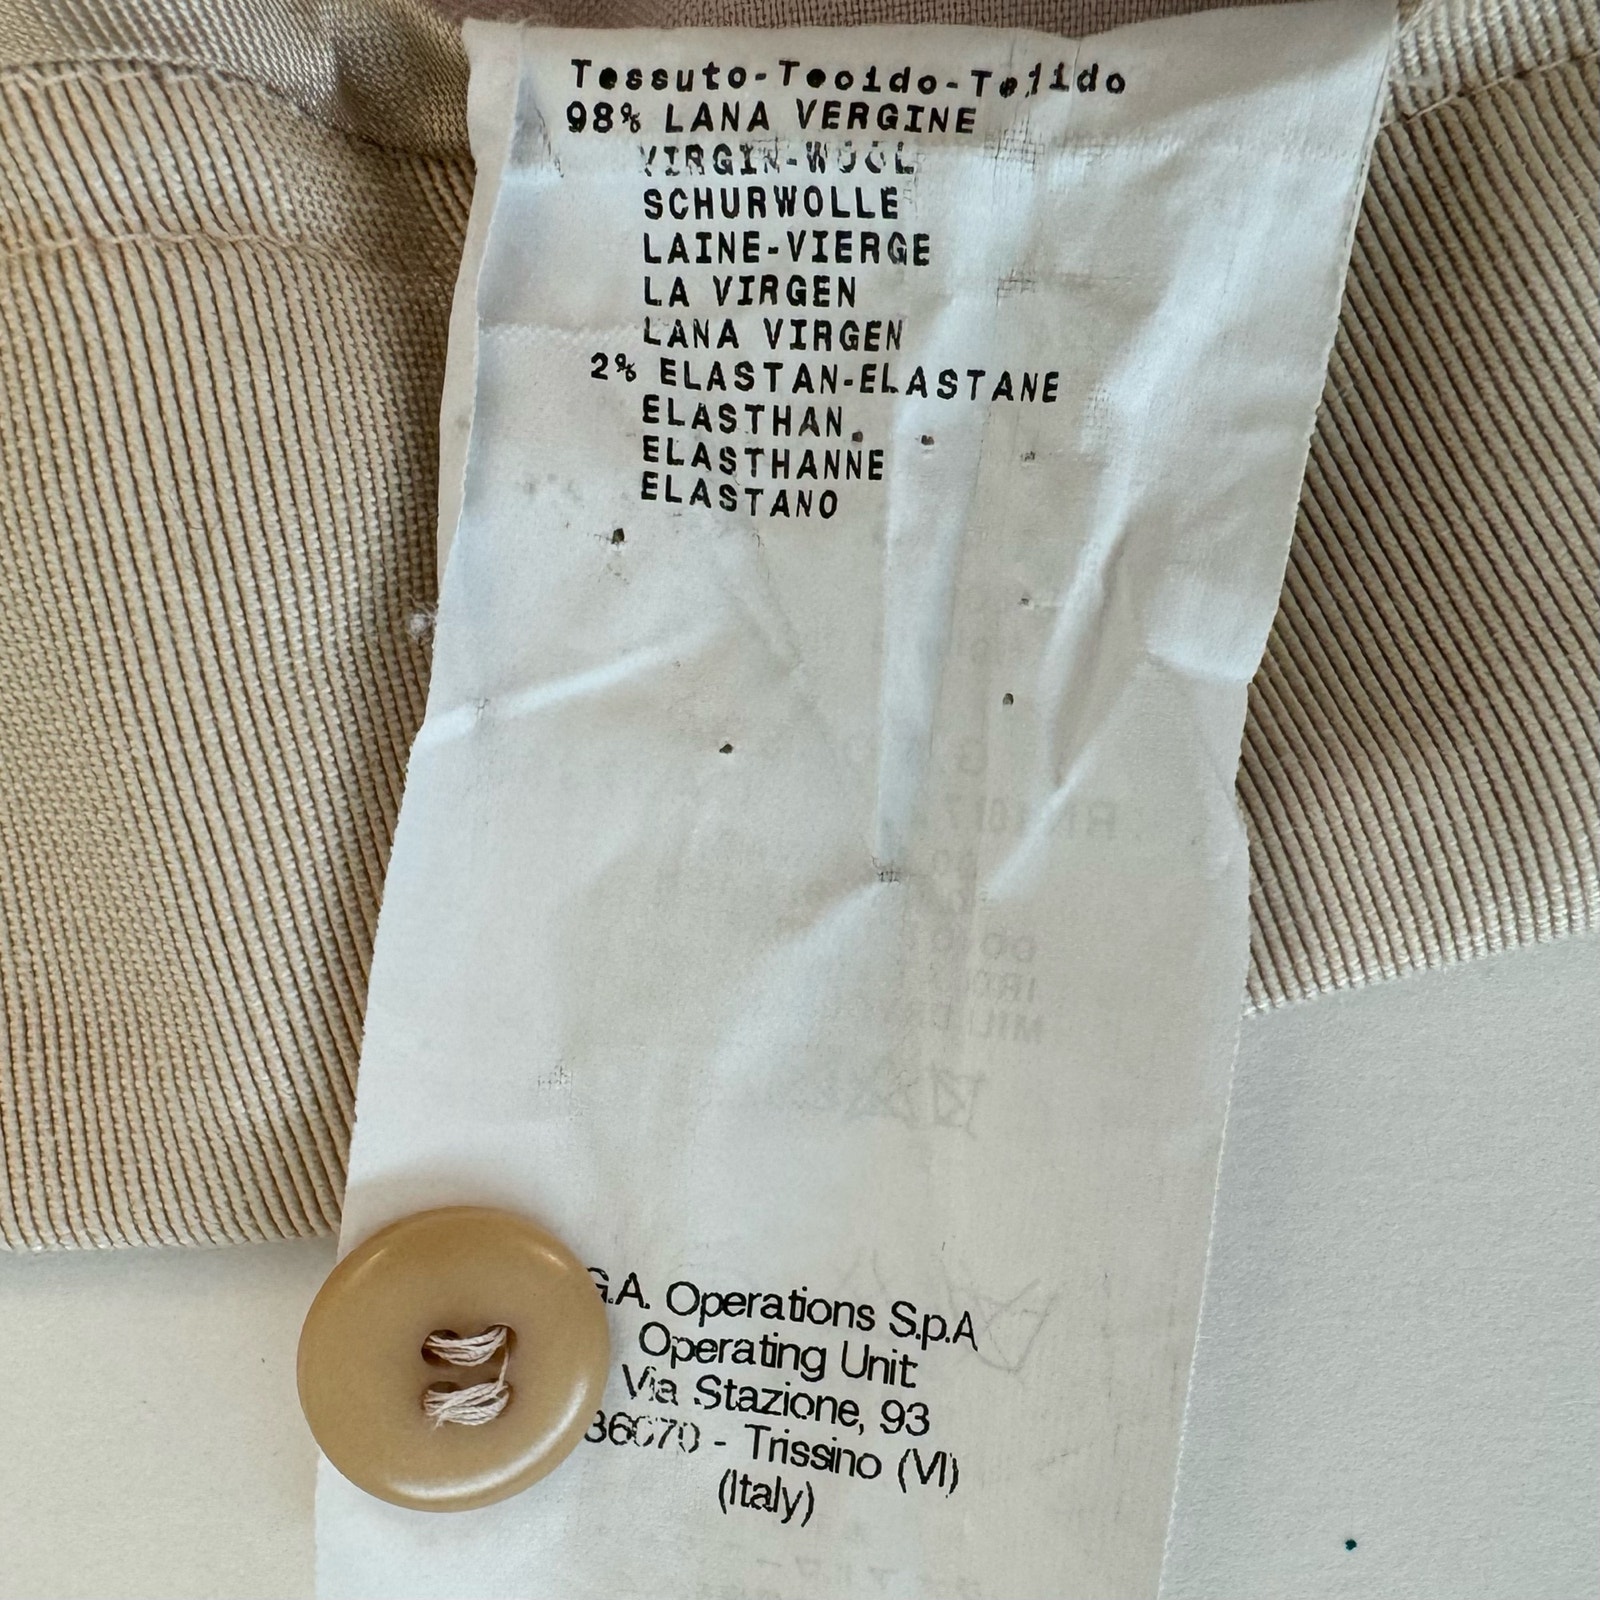 Tessuto-Tecido-Tejido
98% LANA VERGINE
VIRGIN-WOOL
SCHURWOLLE
LAINE-VIERGE
LA VIRGEN
LANA VIRGEN
2% ELASTAN-ELASTANE
ELASTHAN
ELASTHANNE
ELASTANO
G.A. Operations S.p.A
Operating Unit
Via Stazione, 93
36070 - Trissino (VI)
(Italy)